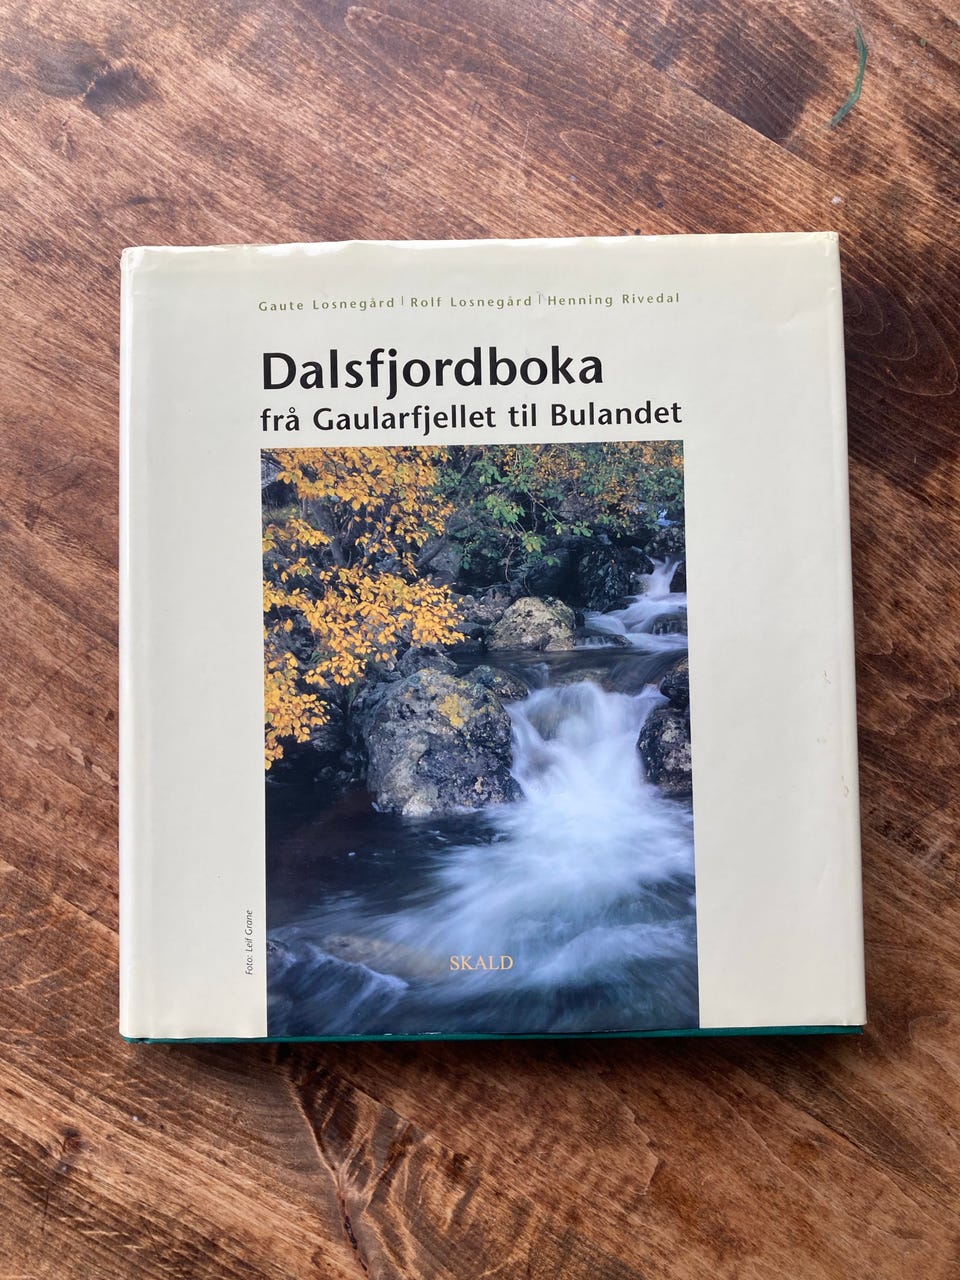 Gaute Losnegård | Rolf Losnegård | Henning Rivedal
Dalsfjordboka
frå Gaularfjellet til Bulandet
Foto: Leif Grane
SKALD